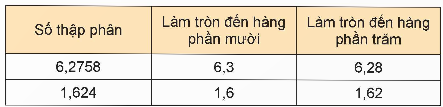 Số thập phân | Làm tròn đến hàng phần mười | Làm tròn đến hàng phần trăm
6,2758 | 6,3 | 6,28
1,624 | 1,6 | 1,62